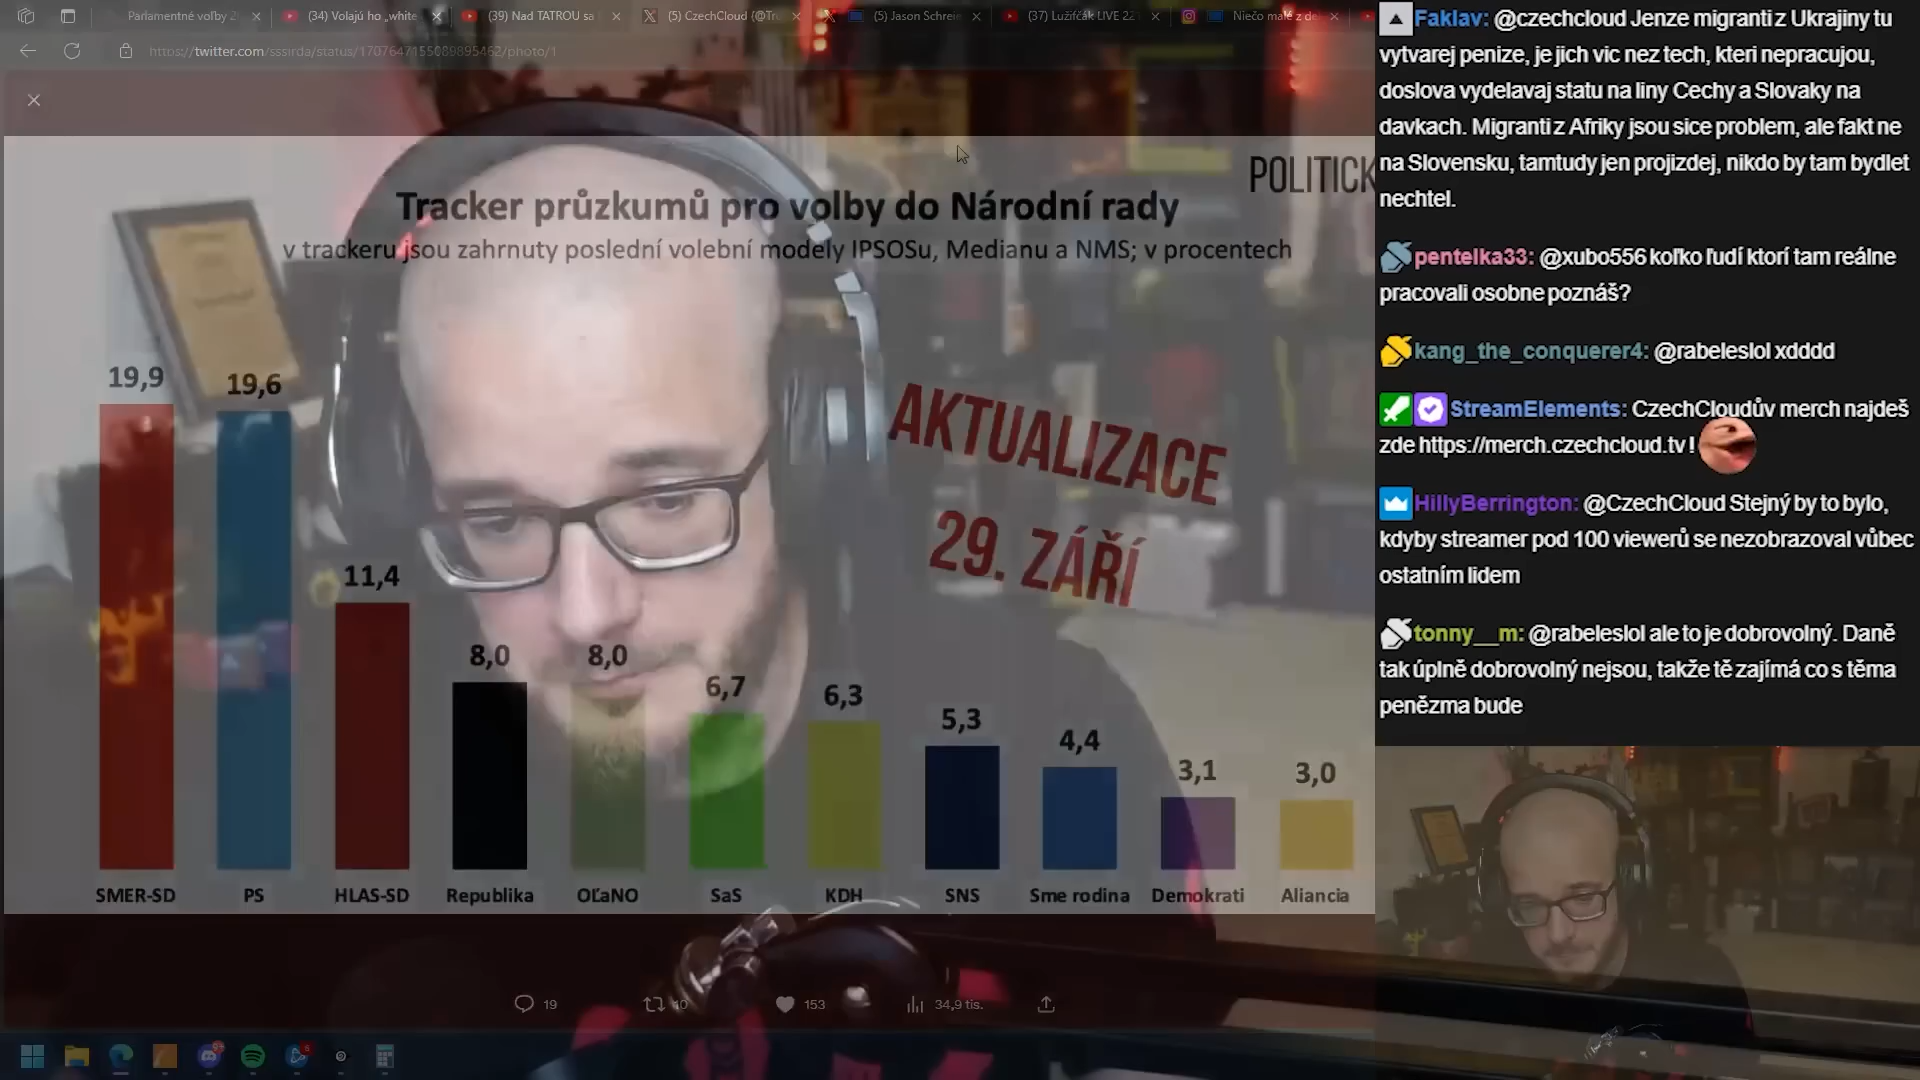 Parlamentné voľby 2
(34) Volajú ho „white
(39) Nad TATROU sa
(5) CzechCloud (@Tr
(5) Jason Schrei
(37) Lužifčák LIVE 22
Niečo malé z de
https://twitter.com/sssirda/status/1707647155089895462/photo/1
POLITICK
Tracker průzkumů pro volby do Národní rady
v trackeru jsou zahrnuty poslední volební modely IPSOSu, Medianu a NMS; v procentech
AKTUALIZACE
29. ZÁŘÍ
19,9
19,6
11,4
8,0
8,0
6,7
6,3
5,3
4,4
3,1
3,0
SMER-SD
PS
HLAS-SD
Republika
OĽaNO
SaS
KDH
SNS
Sme rodina
Demokrati
Aliancia
19
40
153
34,9 tis.
Faklav: @czechcloud Jenze migranti z Ukrajiny tu
vytvarej penize, je jich vic nez tech, kteri nepracujou,
doslova vydelavaj statu na liny Cechy a Slovaky na
davkach. Migranti z Afriky jsou sice problem, ale fakt ne
na Slovensku, tamtudy jen projizdej, nikdo by tam bydlet
nechtel.
pentelka33: @xubo556 koľko ľudí ktorí tam reálne
pracovali osobne poznáš?
kang_the_conquerer4: @rabeleslol xdddd
StreamElements: CzechCloudův merch najdeš
zde https://merch.czechcloud.tv !
HillyBerrington: @CzechCloud Stejný by to bylo,
kdyby streamer pod 100 viewerů se nezobrazoval vůbec
ostatním lidem
tonny__m: @rabeleslol ale to je dobrovolný. Daně
tak úplně dobrovolný nejsou, takže tě zajímá co s těma
penězma bude